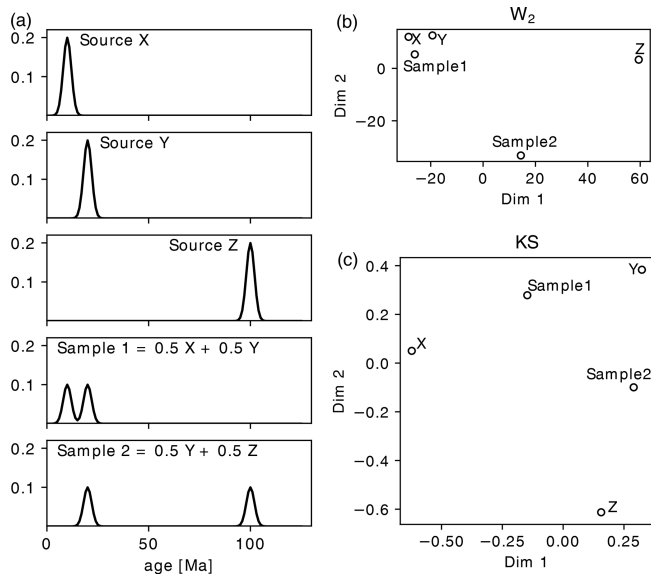 (a)
Source X
0.2
0.1
Source Y
0.2
0.1
Source Z
0.2
0.1
Sample 1 = 0.5 X + 0.5 Y
0.2
0.1
Sample 2 = 0.5 Y + 0.5 Z
0.2
0.1
0 50 100
age [Ma]
(b)
W2
X Y Z
Sample1
Sample2
0
−20
Dim 2
−20 0 20 40 60
Dim 1
(c)
KS
0.4
0.2
0.0
−0.2
−0.4
−0.6
Dim 2
Y
Sample1
X
Sample2
Z
−0.50 −0.25 0.00 0.25
Dim 1